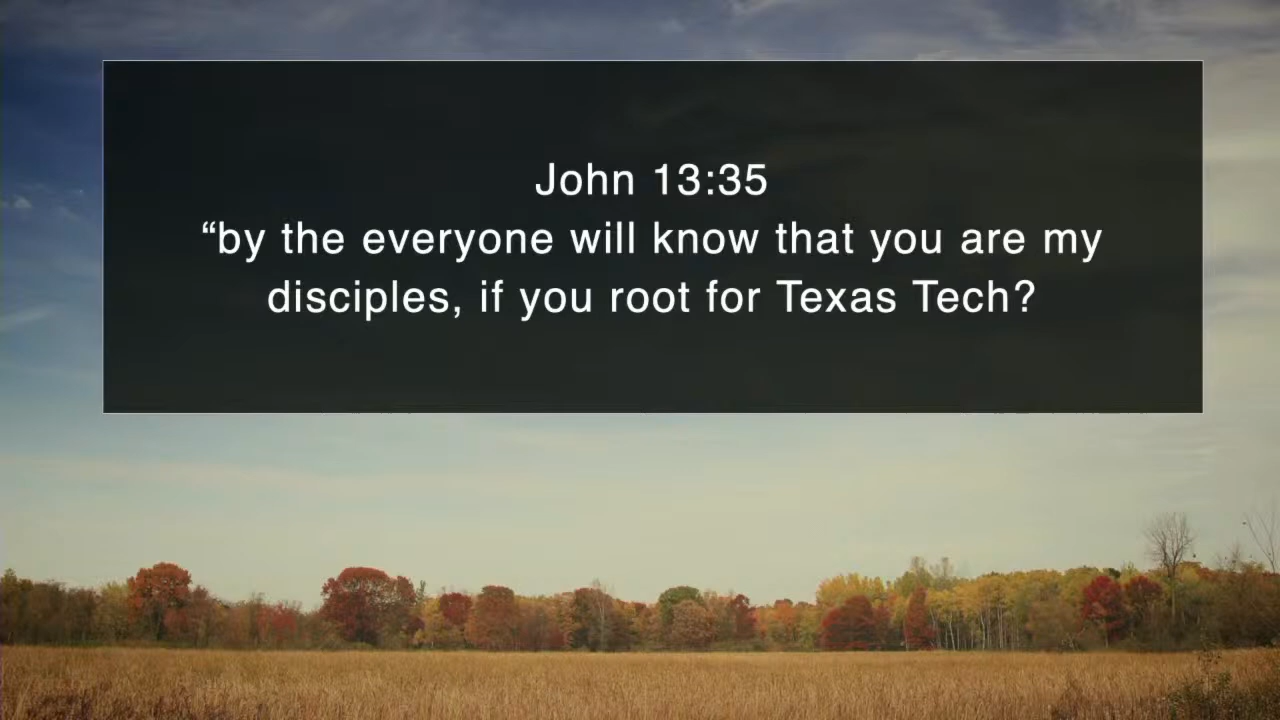 John 13:35
“by the everyone will know that you are my
disciples, if you root for Texas Tech?